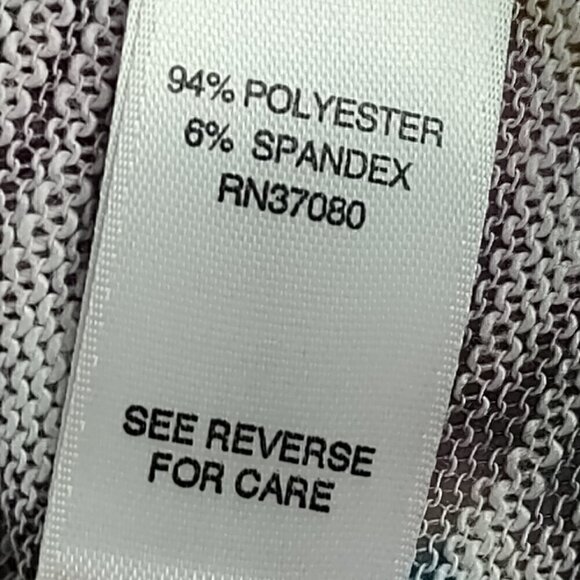 94% POLYESTER
6% SPANDEX
RN37080
SEE REVERSE
FOR CARE